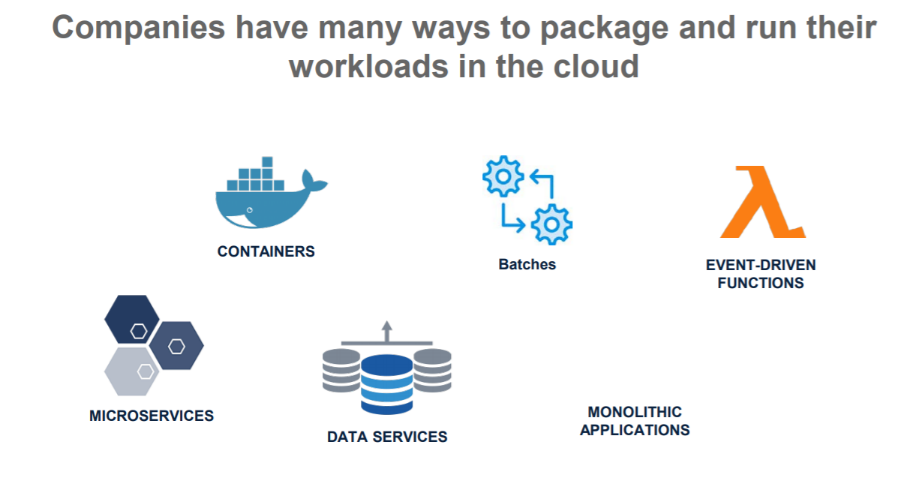 Companies have many ways to package and run their
workloads in the cloud
CONTAINERS
Batches
EVENT-DRIVEN
FUNCTIONS
MICROSERVICES
DATA SERVICES
MONOLITHIC
APPLICATIONS